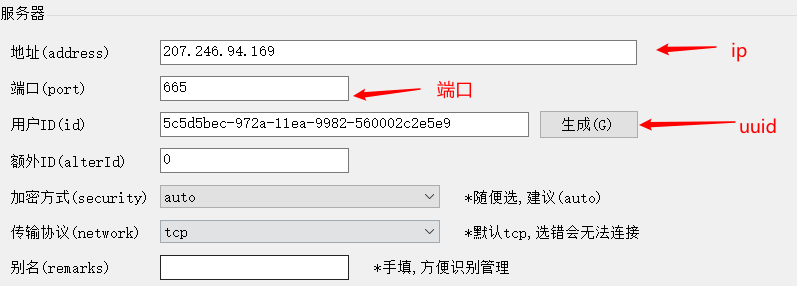 服务器
地址(address) 207.246.94.169 ip
端口(port) 665 端口
用户ID(id) 5c5d5bec-972a-11ea-9982-560002c2e5e9 生成(G) uuid
额外ID(alterId) 0
加密方式(security) auto *随便选,建议(auto)
传输协议(network) tcp *默认tcp,选错会无法连接
别名(remarks) *手填,方便识别管理